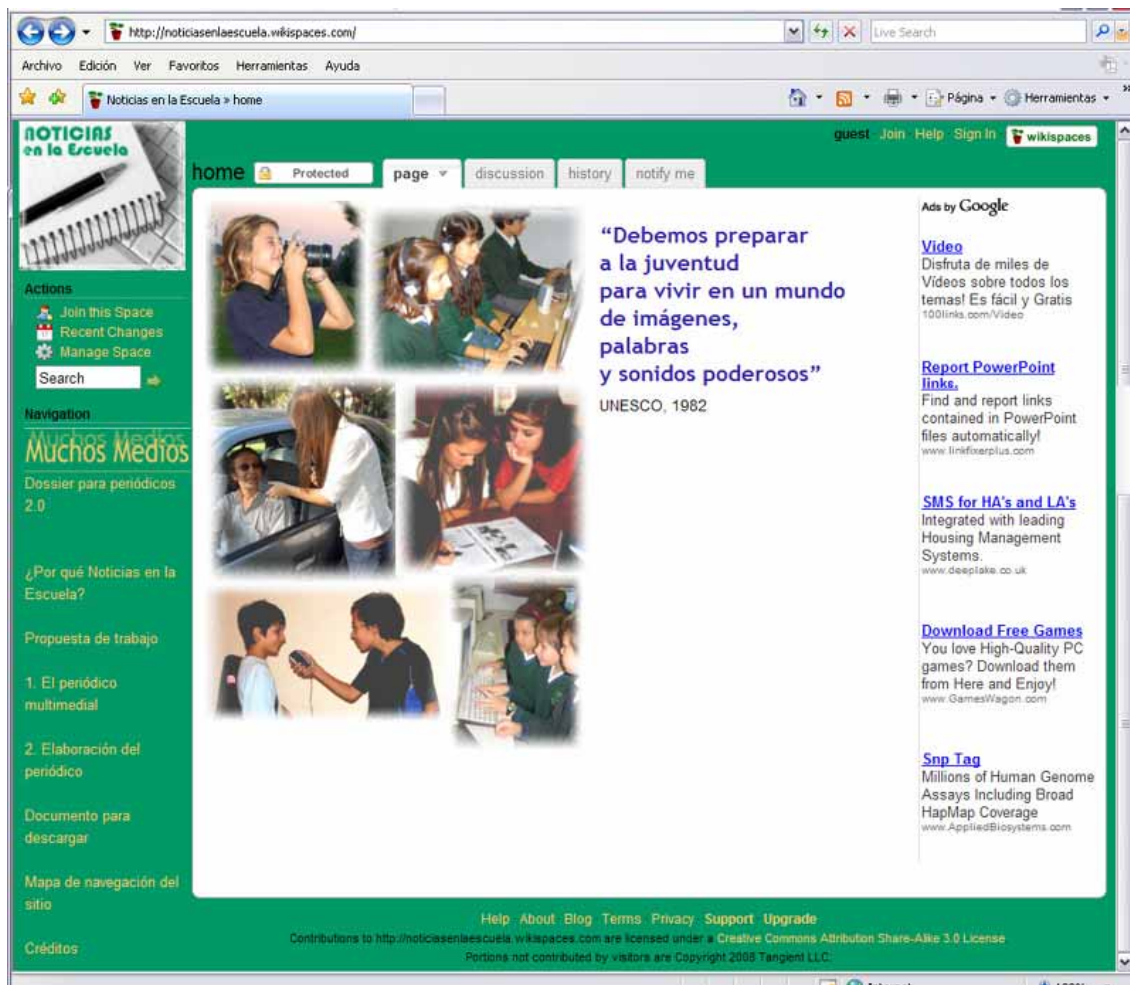 http://noticiasenlaescuela.wikispaces.com/
Live Search
Archivo Edición Ver Favoritos Herramientas Ayuda
Noticias en la Escuela » home
Página Herramientas
NOTICIAS
en la Escuela
guest Join Help Sign In wikispaces
home Protected page discussion history notify me
Actions
Join this Space
Recent Changes
Manage Space
Search
Navigation
Muchos Medios
Muchos Medios
Dossier para periódicos
2.0
¿Por qué Noticias en la
Escuela?
Propuesta de trabajo
1. El periódico
multimedial
2. Elaboración del
periódico
Documento para
descargar
Mapa de navegación del
sitio
Créditos
“Debemos preparar
a la juventud
para vivir en un mundo
de imágenes,
palabras
y sonidos poderosos”
UNESCO, 1982
Ads by Google
Video
Disfruta de miles de
Vídeos sobre todos los
temas! Es fácil y Gratis
100links.com/Video
Report PowerPoint
links.
Find and report links
contained in PowerPoint
files automatically!
www.linkfixerplus.com
SMS for HA's and LA's
Integrated with leading
Housing Management
Systems.
www.deeplake.co.uk
Download Free Games
You love High-Quality PC
games? Download them
from Here and Enjoy!
www.GamesWagon.com
Snp Tag
Millions of Human Genome
Assays Including Broad
HapMap Coverage
www.AppliedBiosystems.com
Help About Blog Terms Privacy Support Upgrade
Contributions to http://noticiasenlaescuela.wikispaces.com are licensed under a Creative Commons Attribution Share-Alike 3.0 License
Portions not contributed by visitors are Copyright 2008 Tangient LLC.